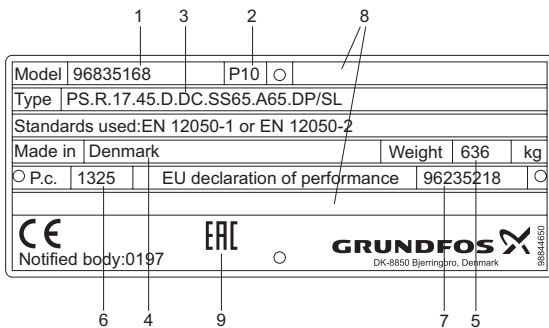 1 3 2 8
Model 96835168 P10
Type PS.R.17.45.D.DC.SS65.A65.DP/SL
Standards used:EN 12050-1 or EN 12050-2
Made in Denmark Weight 636 kg
P.c. 1325 EU declaration of performance 96235218
CE EAC
GRUNDFOS
Notified body:0197 DK-8850 Bjerringbro, Denmark
98844650
6 4 9 7 5